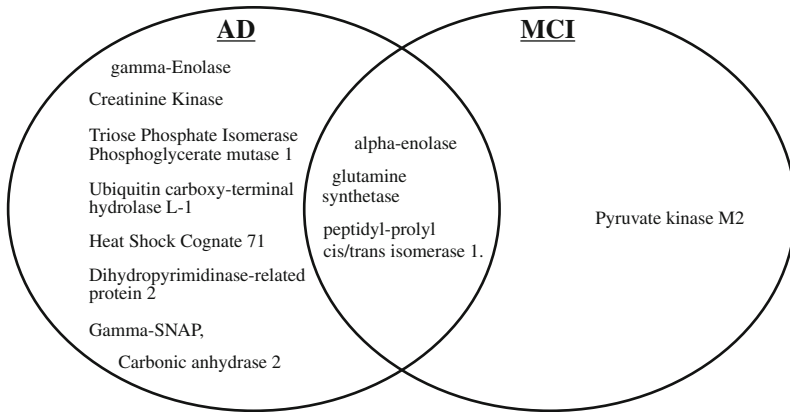 AD
MCI
gamma-Enolase
Creatinine Kinase
Triose Phosphate Isomerase
Phosphoglycerate mutase 1
Ubiquitin carboxy-terminal
hydrolase L-1
Heat Shock Cognate 71
Dihydropyrimidinase-related
protein 2
Gamma-SNAP,
Carbonic anhydrase 2
alpha-enolase
glutamine
synthetase
peptidyl-prolyl
cis/trans isomerase 1.
Pyruvate kinase M2